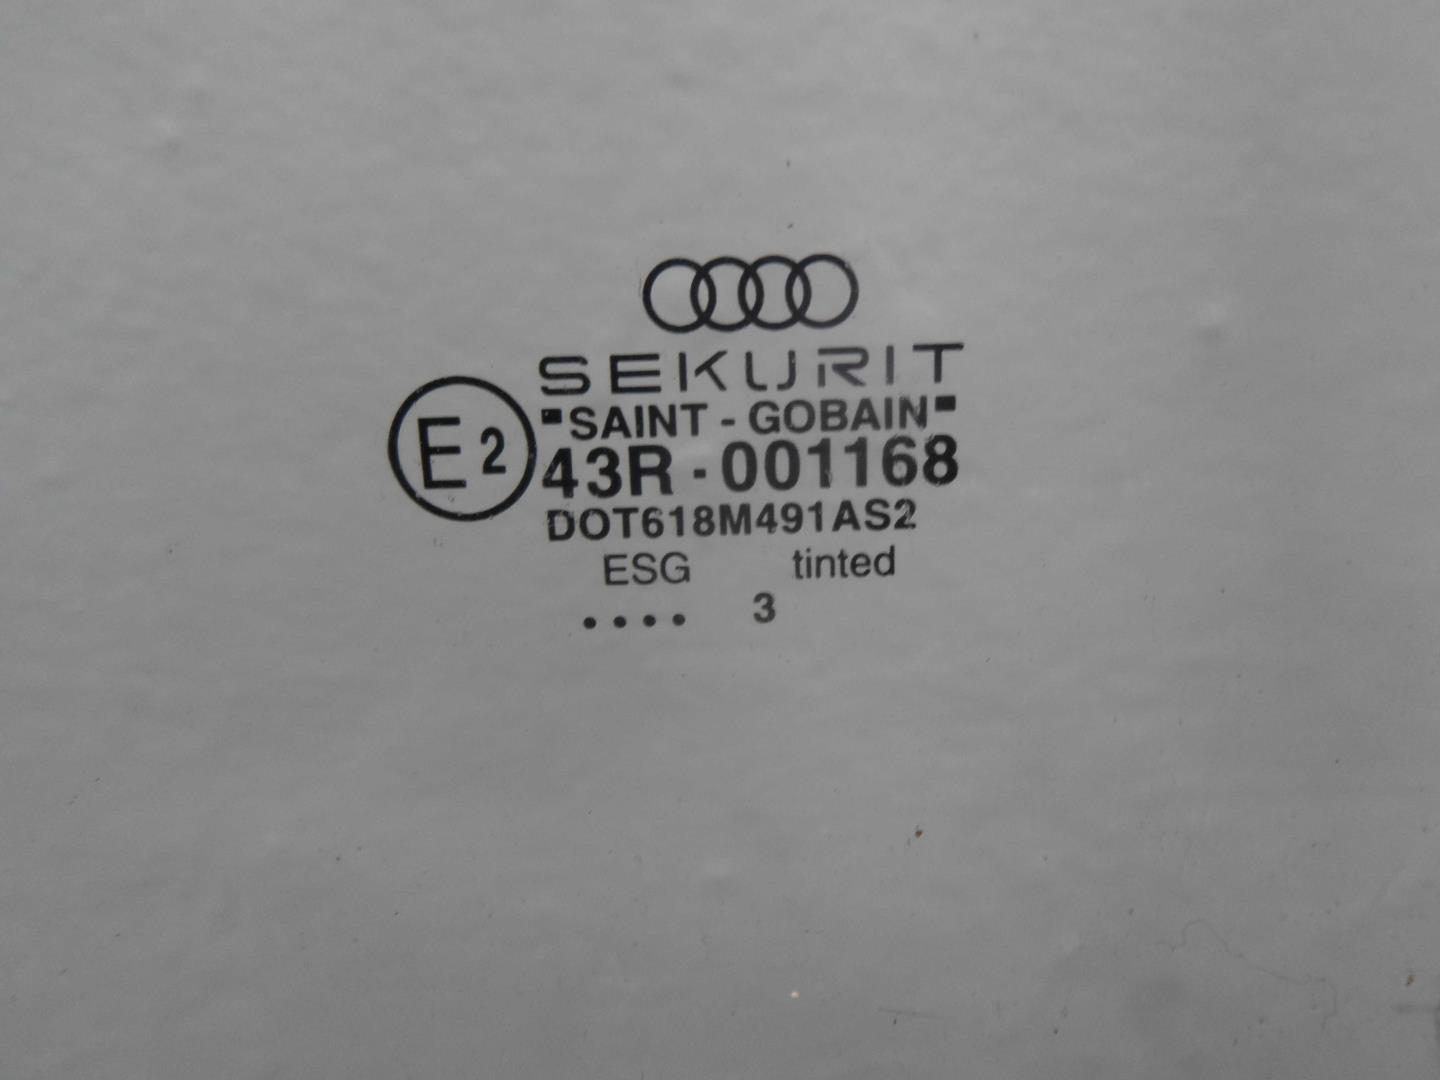 SEKURIT
"SAINT - GOBAIN"
E2
43R - 001168
DOT618M491AS2
ESG tinted
.... 3